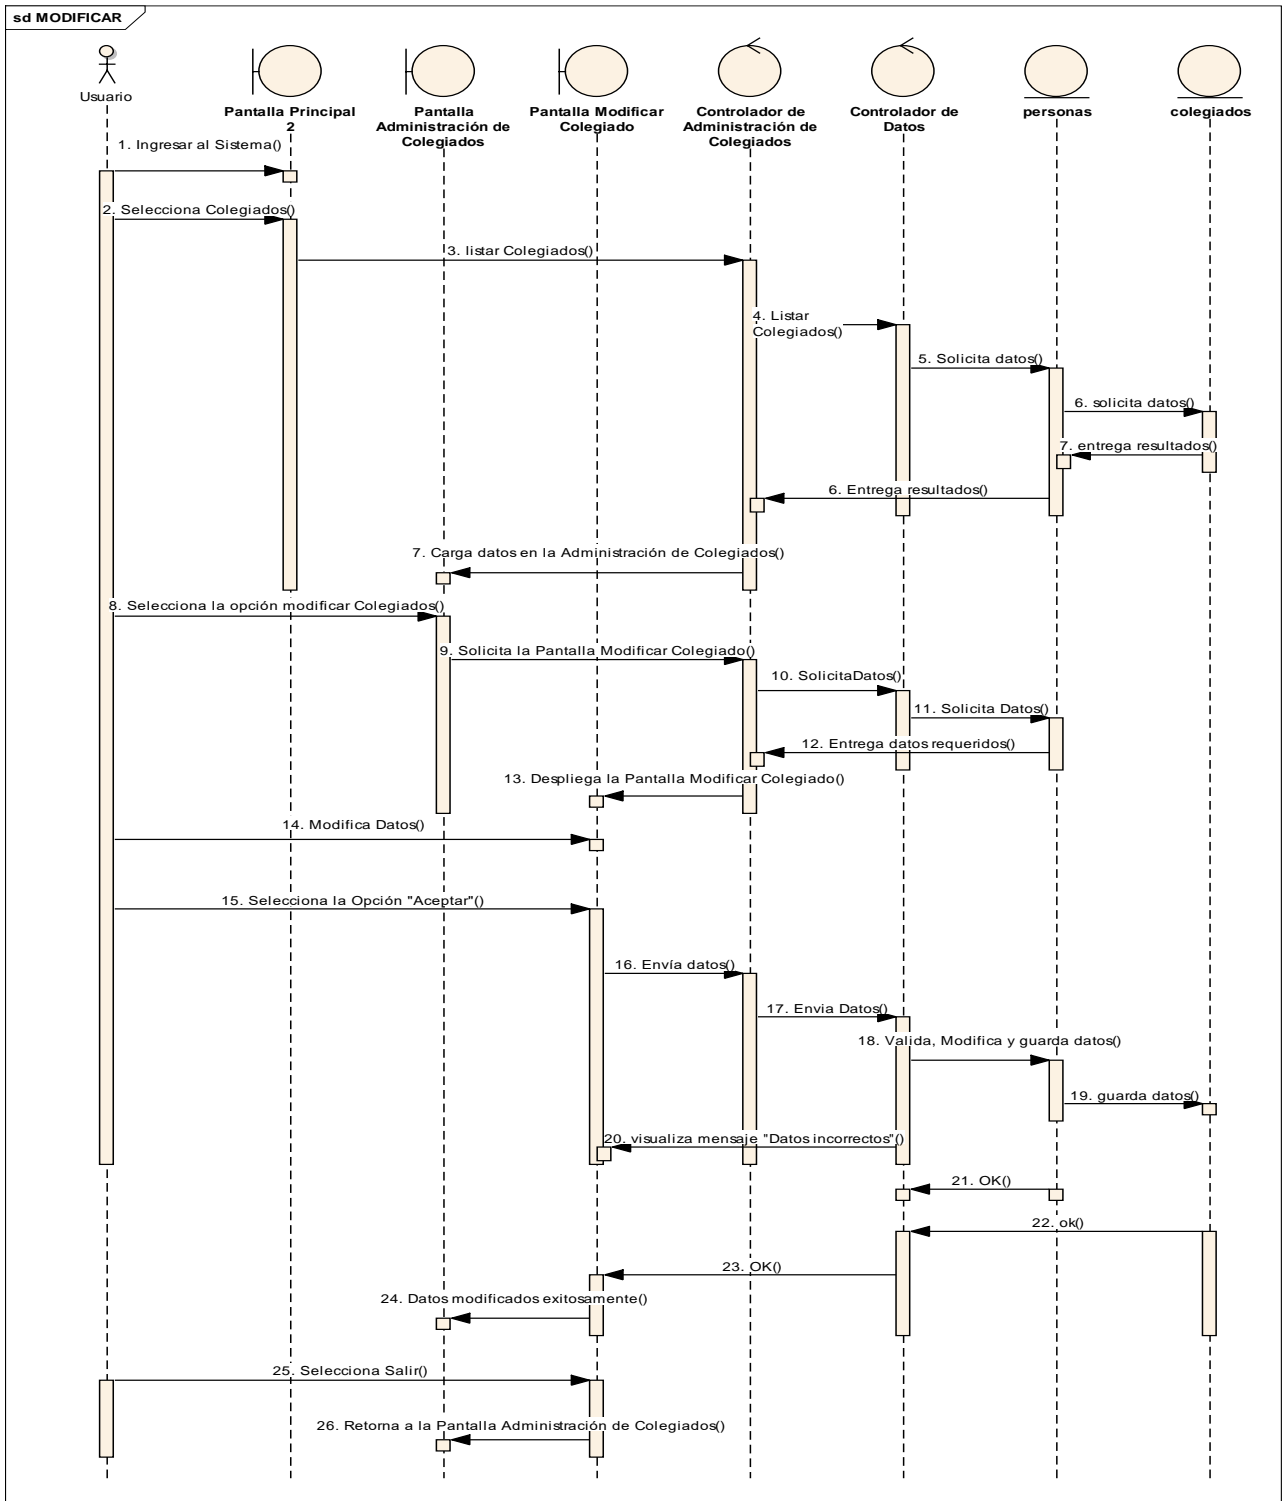 sd MODIFICAR
Usuario
Pantalla Principal
2
Pantalla
Administración de
Colegiados
Pantalla Modificar
Colegiado
Controlador de
Administración de
Colegiados
Controlador de
Datos
personas
colegiados
1. Ingresar al Sistema()
2. Selecciona Colegiados()
3. listar Colegiados()
4. Listar
Colegiados()
5. Solicita datos()
6. solicita datos()
7. entrega resultados()
6. Entrega resultados()
7. Carga datos en la Administración de Colegiados()
8. Selecciona la opción modificar Colegiados()
9. Solicita la Pantalla Modificar Colegiado()
10. SolicitaDatos()
11. Solicita Datos()
12. Entrega datos requeridos()
13. Despliega la Pantalla Modificar Colegiado()
14. Modifica Datos()
15. Selecciona la Opción "Aceptar"()
16. Envía datos()
17. Envia Datos()
18. Valida, Modifica y guarda datos()
19. guarda datos()
20. visualiza mensaje "Datos incorrectos"()
21. OK()
22. ok()
23. OK()
24. Datos modificados exitosamente()
25. Selecciona Salir()
26. Retorna a la Pantalla Administración de Colegiados()